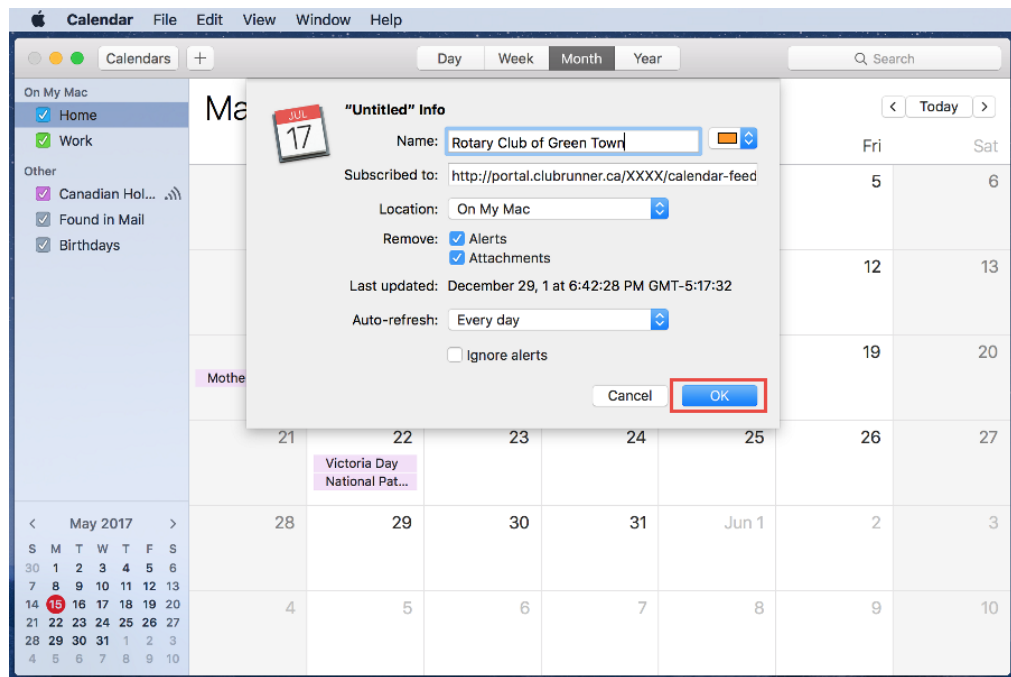 Calendar File Edit View Window Help
Calendars + Day Week Month Year Search
On My Mac
Home
Work
Other
Canadian Hol...
Found in Mail
Birthdays
Ma
< Today >
Fri Sat
JUL
17
“Untitled” Info
Name: Rotary Club of Green Town
Subscribed to: http://portal.clubrunner.ca/XXXX/calendar-feed
Location: On My Mac
Remove: Alerts
Attachments
Last updated: December 29, 1 at 6:42:28 PM GMT-5:17:32
Auto-refresh: Every day
Ignore alerts
Cancel OK
5 6
12 13
19 20
Mothe
21 22 23 24 25 26 27
Victoria Day
National Pat...
28 29 30 31 Jun 1 2 3
4 5 6 7 8 9 10
< May 2017 >
S M T W T F S
30 1 2 3 4 5 6
7 8 9 10 11 12 13
14 15 16 17 18 19 20
21 22 23 24 25 26 27
28 29 30 31 1 2 3
4 5 6 7 8 9 10